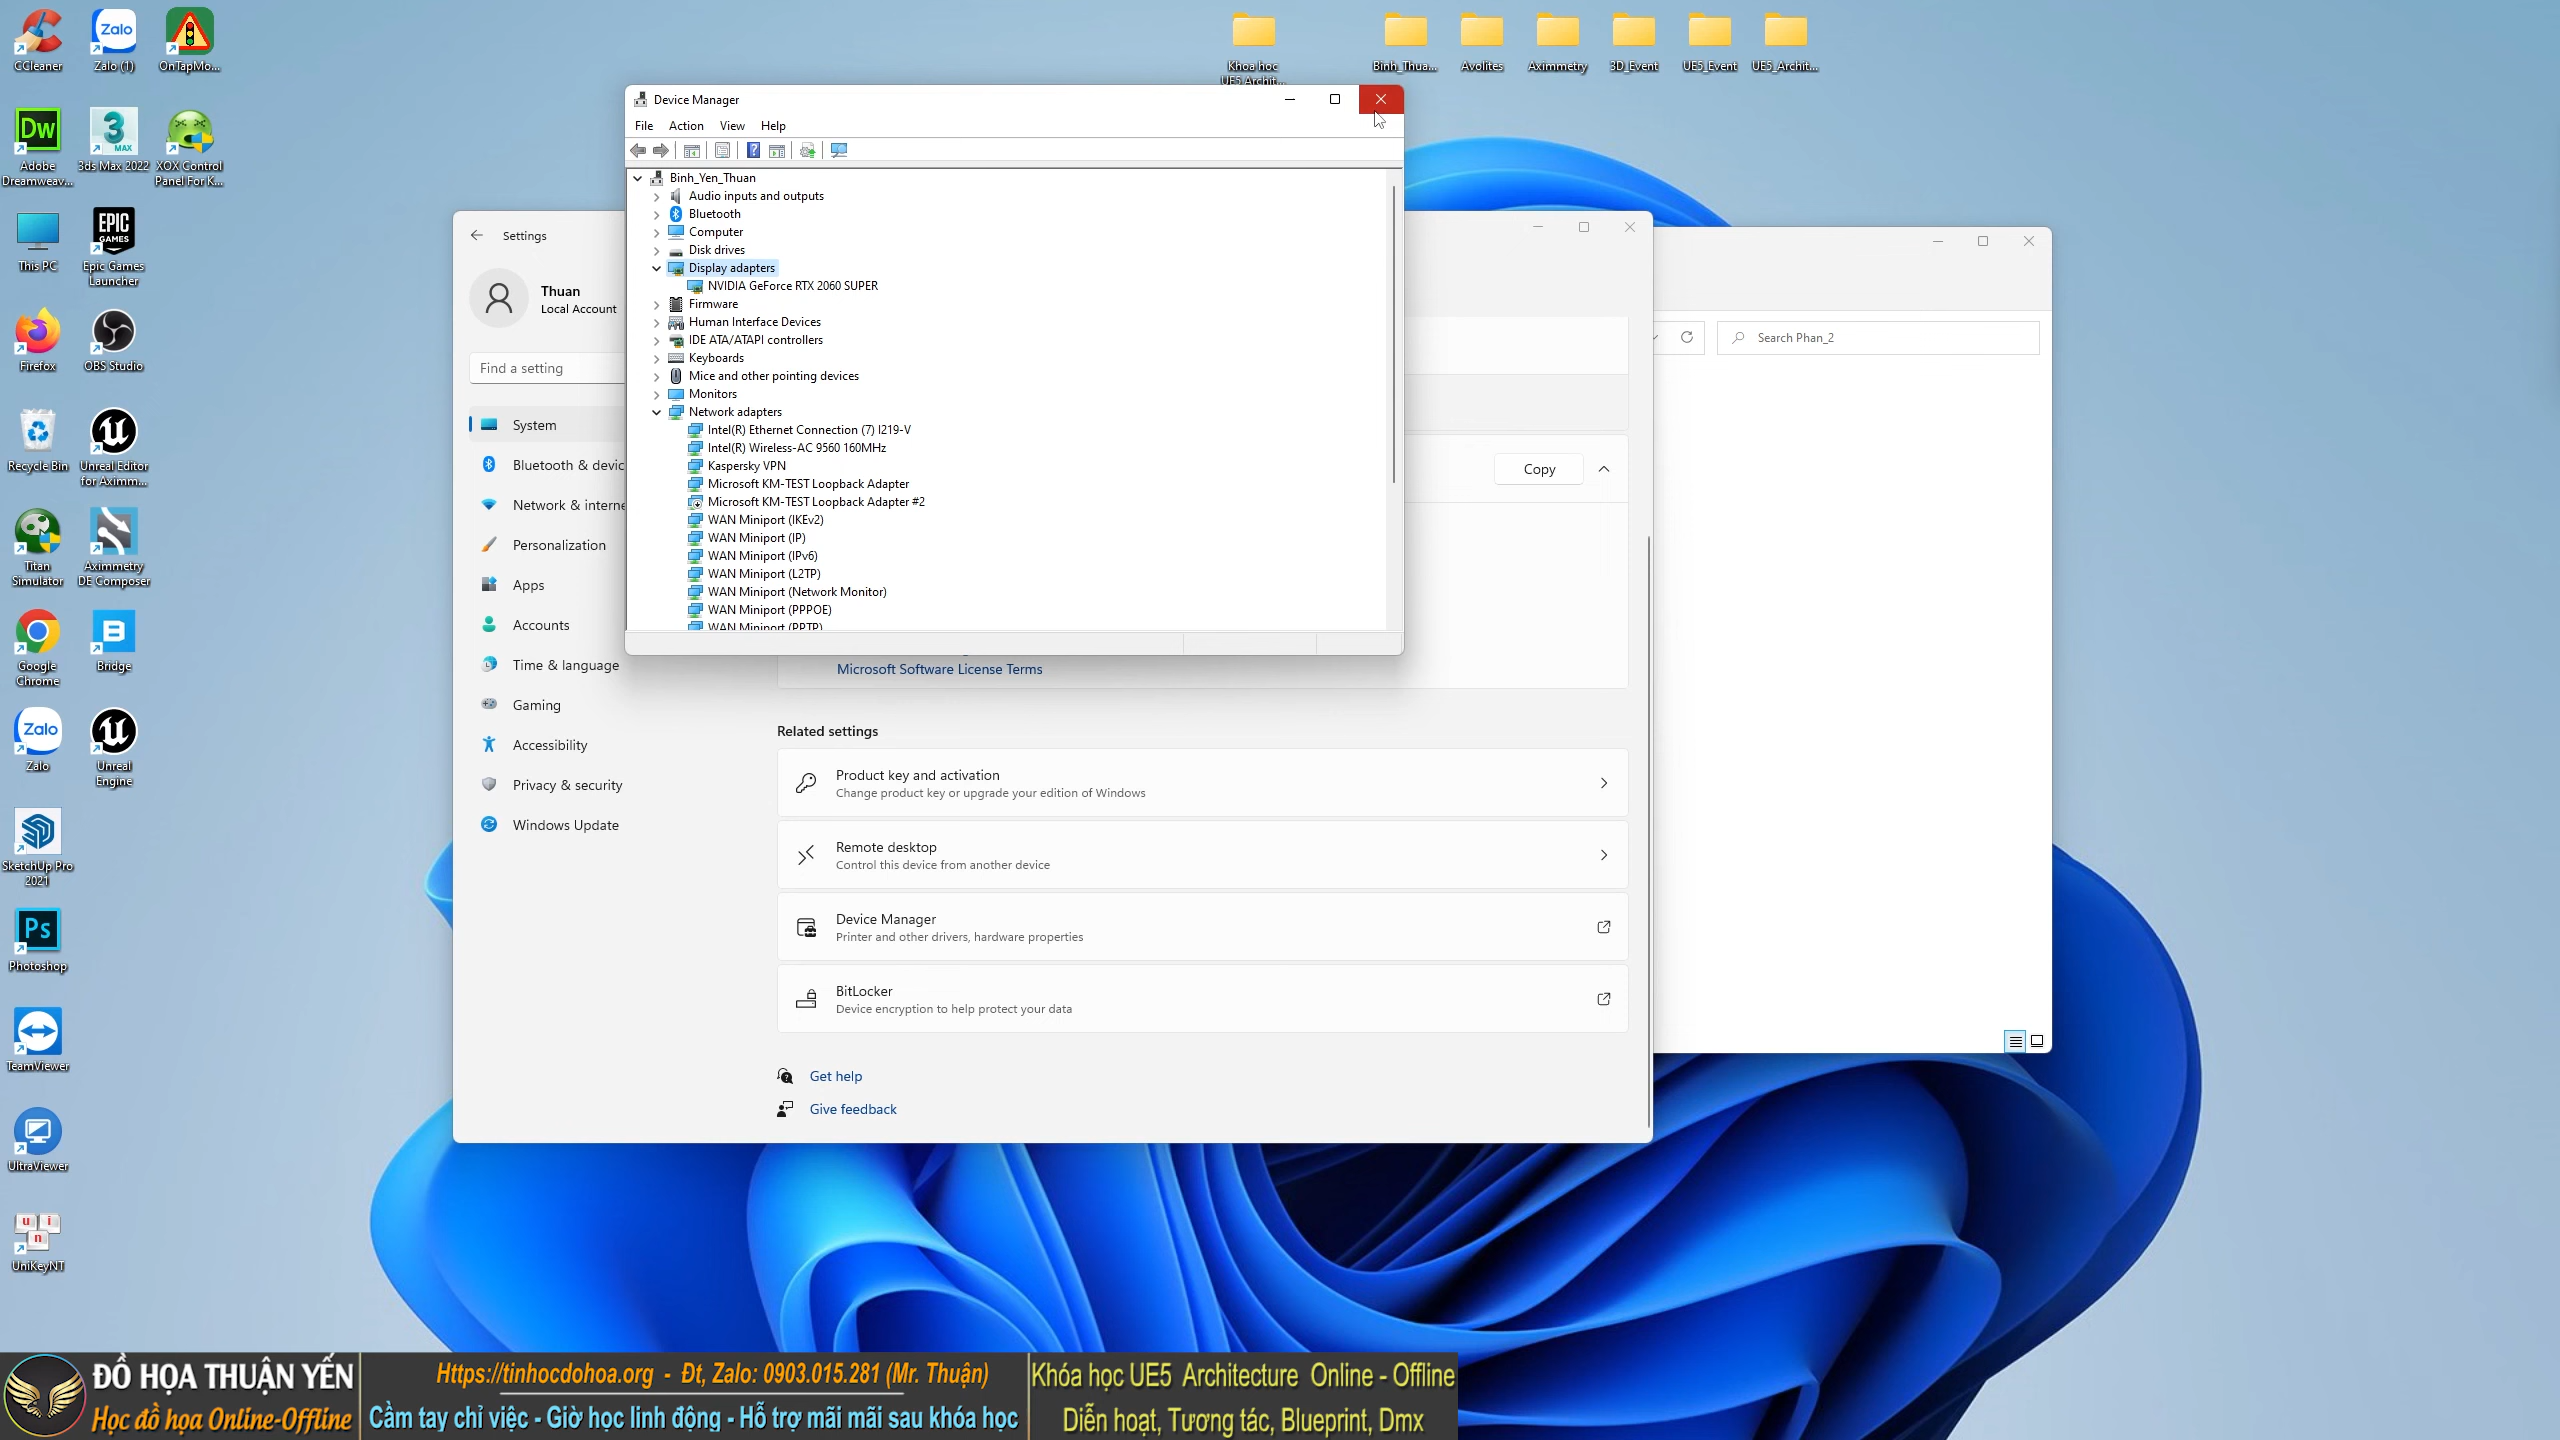 CCleaner
Zalo (1)
OnTapMo...
Adobe
Dreamweav...
3ds Max 2022
XOX Control
Panel For K...
This PC
Epic Games
Launcher
Firefox
OBS Studio
Recycle Bin
Unreal Editor
for Aximm...
Titan
Simulator
Aximmetry
DE Composer
Google
Chrome
Bridge
Zalo
Unreal
Engine
SketchUp Pro
2021
Photoshop
TeamViewer
UltraViewer
UniKeyNT
Khoa hoc
UE5 Archit...
Binh_Thua...
Avolites
Aximmetry
3D_Event
UE5_Event
UE5_Archit...
Device Manager
File Action View Help
Binh_Yen_Thuan
Audio inputs and outputs
Bluetooth
Computer
Disk drives
Display adapters
NVIDIA GeForce RTX 2060 SUPER
Firmware
Human Interface Devices
IDE ATA/ATAPI controllers
Keyboards
Mice and other pointing devices
Monitors
Network adapters
Intel(R) Ethernet Connection (7) I219-V
Intel(R) Wireless-AC 9560 160MHz
Kaspersky VPN
Microsoft KM-TEST Loopback Adapter
Microsoft KM-TEST Loopback Adapter #2
WAN Miniport (IKEv2)
WAN Miniport (IP)
WAN Miniport (IPv6)
WAN Miniport (L2TP)
WAN Miniport (Network Monitor)
WAN Miniport (PPPOE)
WAN Miniport (PPTP)
Settings
Thuan
Local Account
Find a setting
System
Bluetooth & devic
Network & interne
Personalization
Apps
Accounts
Time & language
Gaming
Accessibility
Privacy & security
Windows Update
Copy
Microsoft Software License Terms
Related settings
Product key and activation
Change product key or upgrade your edition of Windows
Remote desktop
Control this device from another device
Device Manager
Printer and other drivers, hardware properties
BitLocker
Device encryption to help protect your data
Get help
Give feedback
Search Phan_2
ĐỒ HỌA THUẬN YẾN
Học đồ họa Online-Offline
Https://tinhocdohoa.org - Đt, Zalo: 0903.015.281 (Mr. Thuận)
Cầm tay chỉ việc - Giờ học linh động - Hỗ trợ mãi mãi sau khóa học
Khóa học UE5 Architecture Online - Offline
Diễn hoạt, Tương tác, Blueprint, Dmx